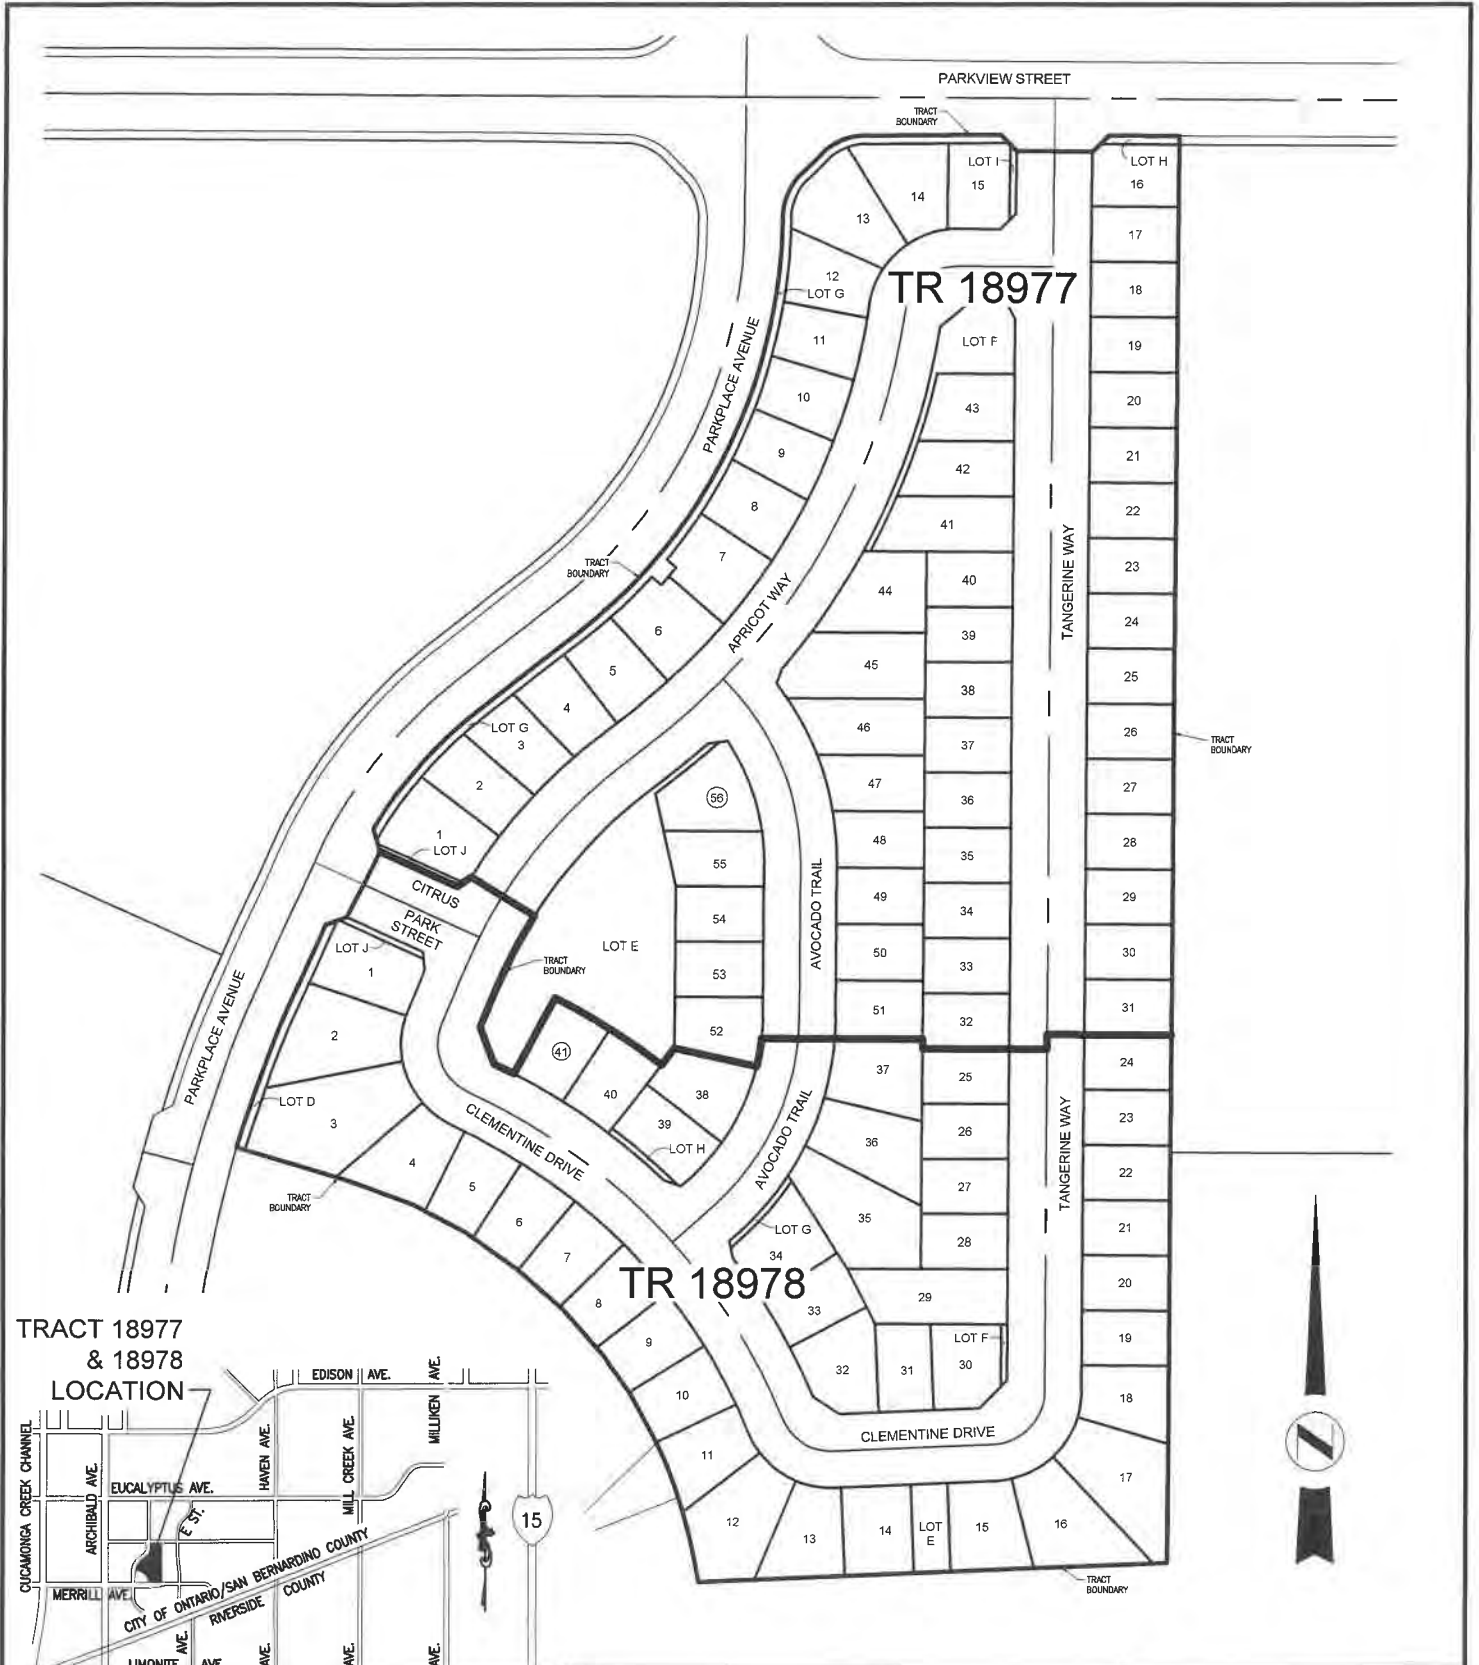 PARKVIEW STREET
TRACT
BOUNDARY
LOT I
LOT H
15
16
14
13
17
12
LOT G
TR 18977
18
11
LOT F
19
PARKPLACE AVENUE
10
43
20
9
42
21
8
41
22
TRACT
BOUNDARY
7
APRICOT WAY
44
40
TANGERINE WAY
23
6
39
24
5
45
38
25
4
LOT G
3
46
37
26
TRACT
BOUNDARY
2
56
47
36
27
1
LOT J
48
35
28
CITRUS
PARK
STREET
55
AVOCADO TRAIL
49
34
29
54
LOT E
LOT J
1
TRACT
BOUNDARY
53
50
33
30
52
51
32
31
PARKPLACE AVENUE
2
41
40
38
37
25
24
LOT D
3
CLEMENTINE DRIVE
39
LOT H
AVOCADO TRAIL
36
26
TANGERINE WAY
23
4
TRACT
BOUNDARY
5
27
22
6
35
LOT G
28
21
7
34
TR 18978
8
33
29
20
9
LOT F
19
10
32
31
30
18
11
CLEMENTINE DRIVE
17
12
13
14
LOT
E
15
16
TRACT
BOUNDARY
TRACT 18977
& 18978
LOCATION
EDISON AVE.
CUCAMONGA CREEK CHANNEL
ARCHIBALD AVE.
HAVEN AVE.
MILL CREEK AVE.
MILLIKEN AVE.
EUCALYPTUS AVE.
E ST.
15
MERRILL AVE.
CITY OF ONTARIO/SAN BERNARDINO COUNTY
RIVERSIDE COUNTY
LIMONITE AVE.
AVE.
AVE.
AVE.
AVE.
N